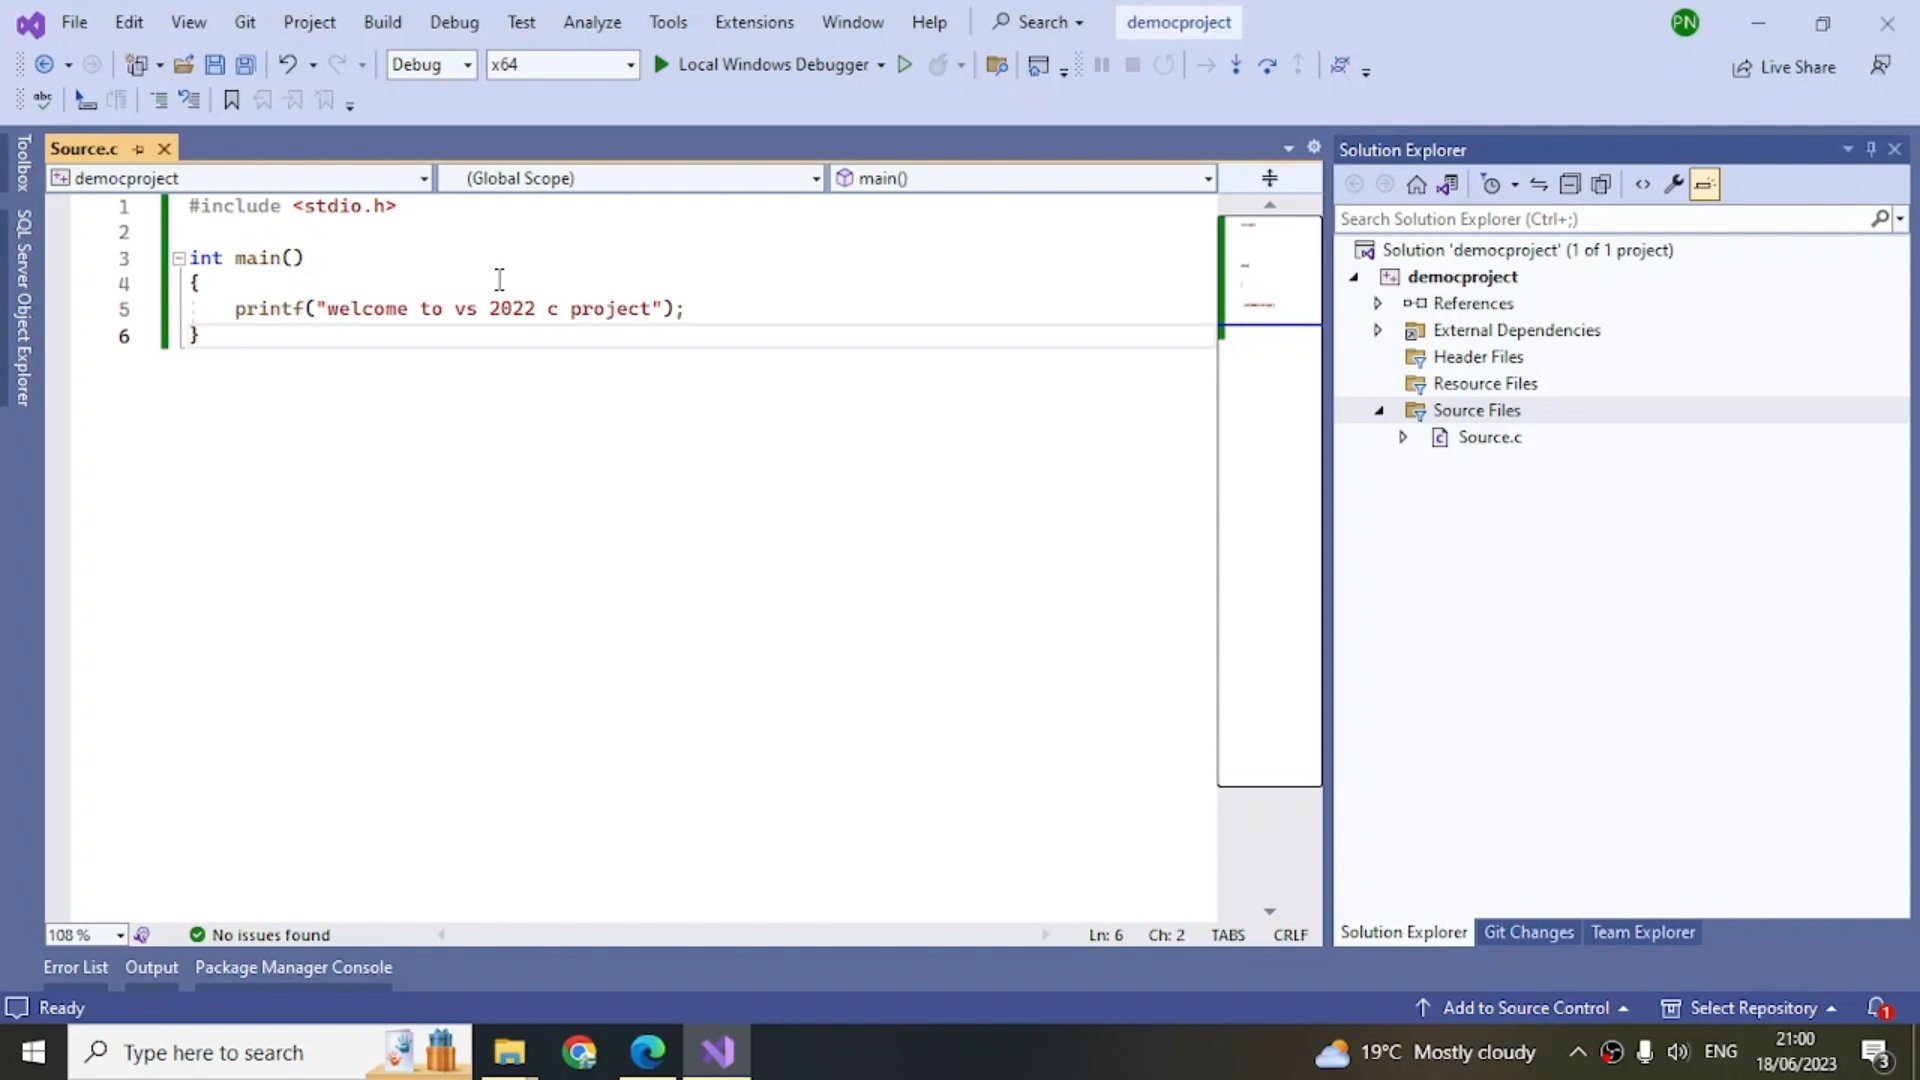 File Edit View Git Project Build Debug Test Analyze Tools Extensions Window Help Search democproject PN
Debug x64 Local Windows Debugger Live Share
abc
Toolbox
SQL Server Object Explorer
Source.c
democproject (Global Scope) main()
1 #include <stdio.h>
2
3 int main()
4 {
5 printf("welcome to vs 2022 c project");
6 }
108 % No issues found Ln: 6 Ch: 2 TABS CRLF
Solution Explorer
Search Solution Explorer (Ctrl+;)
Solution 'democproject' (1 of 1 project)
democproject
References
External Dependencies
Header Files
Resource Files
Source Files
Source.c
Solution Explorer Git Changes Team Explorer
Error List Output Package Manager Console
Ready Add to Source Control Select Repository 1
Type here to search 19°C Mostly cloudy ENG 21:00
18/06/2023 3